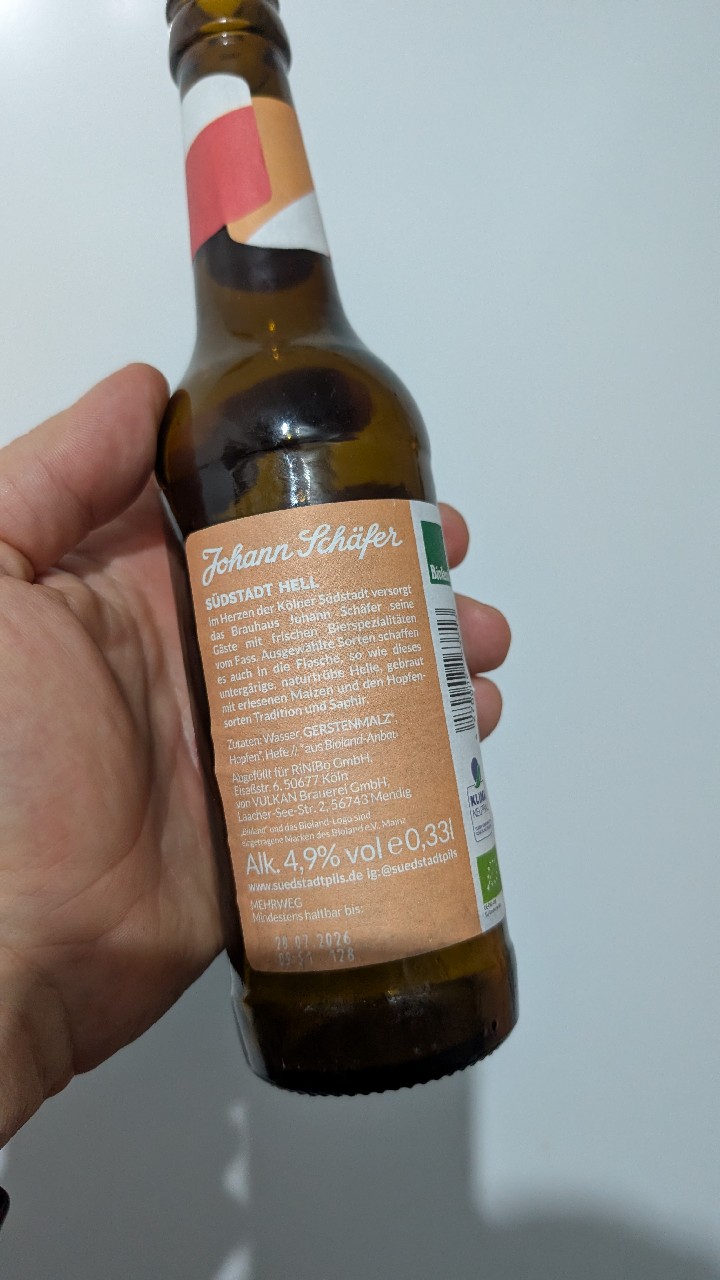 Johann Schäfer
SÜDSTADT HELL
Im Herzen der Kölner Südstadt versorgt
das Brauhaus Johann Schäfer seine
Gäste mit frischen Bierspezialitäten
vom Fass. Ausgewählte Sorten schaffen
es auch in die Flasche, so wie dieses
untergärige, naturtrübe Helle, gebraut
mit erlesenen Malzen und den Hopfen-
sorten Tradition und Saphir.
Zutaten: Wasser, GERSTENMALZ*,
Hopfen*, Hefe // *aus Bioland-Anbau
Abgefüllt für RiNiBo GmbH,
Elsaßstr. 6, 50677 Köln
von VULKAN Brauerei GmbH,
Laacher-See-Str. 2, 56743 Mendig
„Bioland" und das Bioland-Logo sind
eingetragene Marken des Bioland e.V., Mainz
Alk. 4,9% vol e 0,33l
www.suedstadtpils.de ig:@suedstadtpils
MEHRWEG
Mindestens haltbar bis:
28.07.2026
128